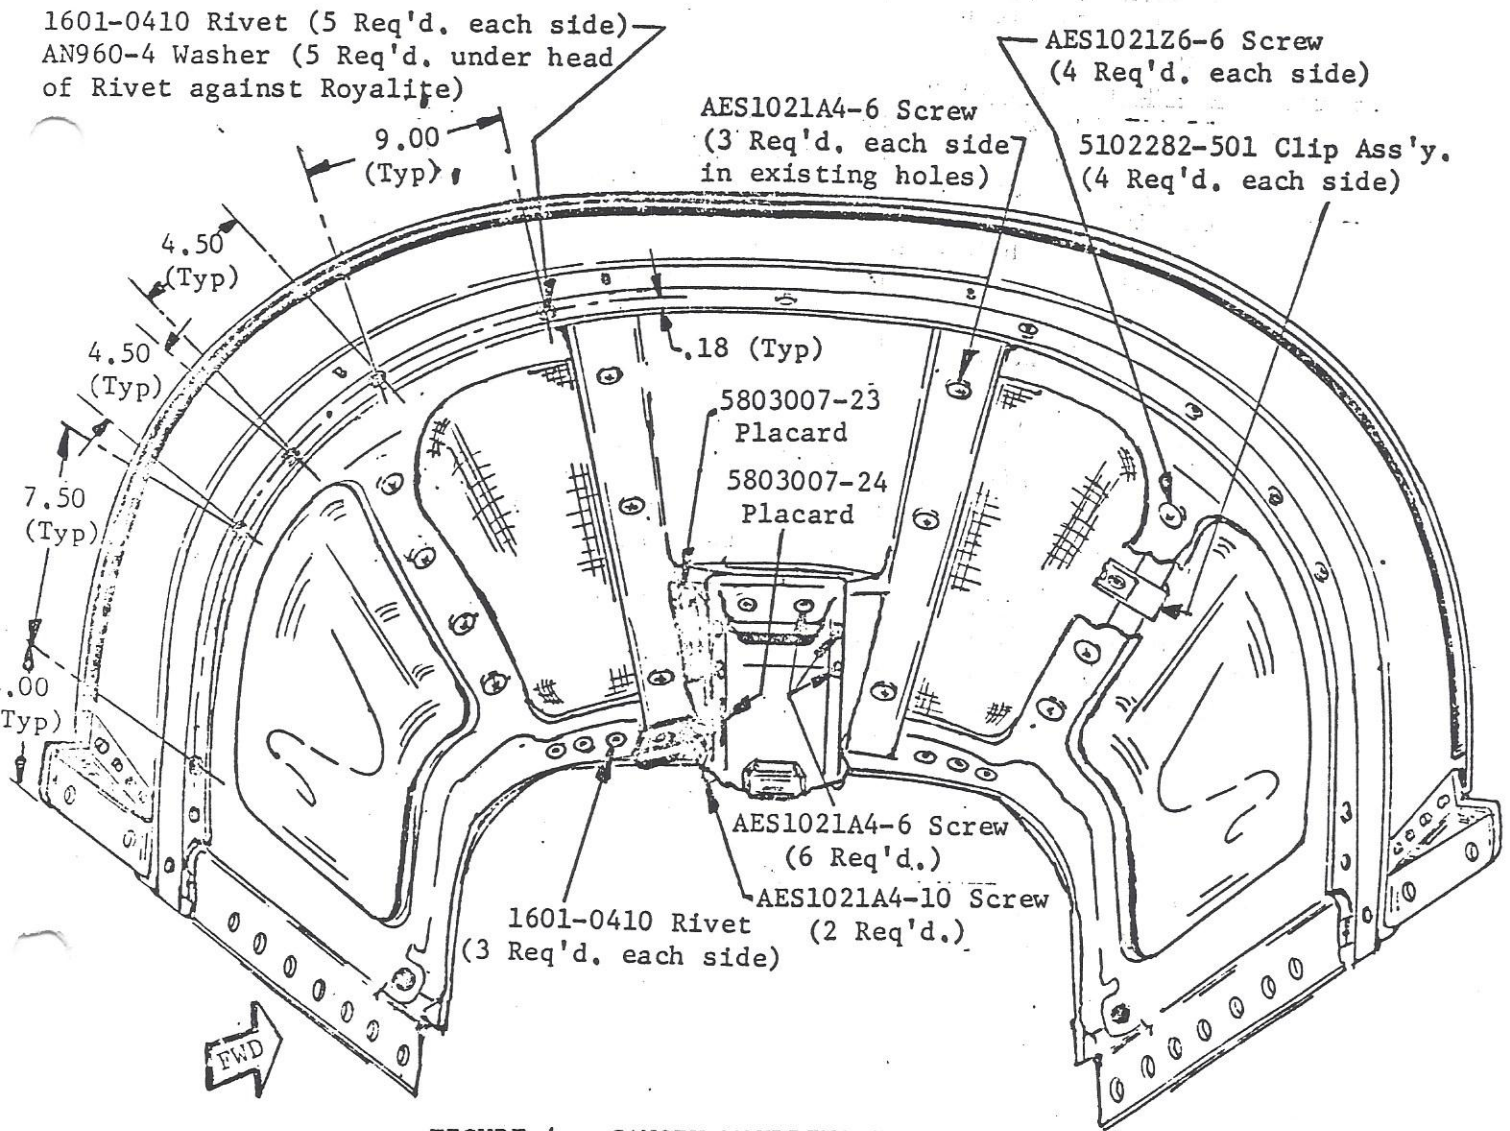 1601-0410 Rivet (5 Req'd. each side)
AN960-4 Washer (5 Req'd. under head
of Rivet against Royalite)
AES1021Z6-6 Screw
(4 Req'd. each side)
AES1021A4-6 Screw
(3 Req'd. each side
in existing holes)
5102282-501 Clip Ass'y.
(4 Req'd. each side)
9.00
(Typ)
4.50
(Typ)
4.50
(Typ)
7.50
(Typ)
.00
Typ)
.18 (Typ)
5803007-23
Placard
5803007-24
Placard
AES1021A4-6 Screw
(6 Req'd.)
AES1021A4-10 Screw
(2 Req'd.)
1601-0410 Rivet
(3 Req'd. each side)
FWD